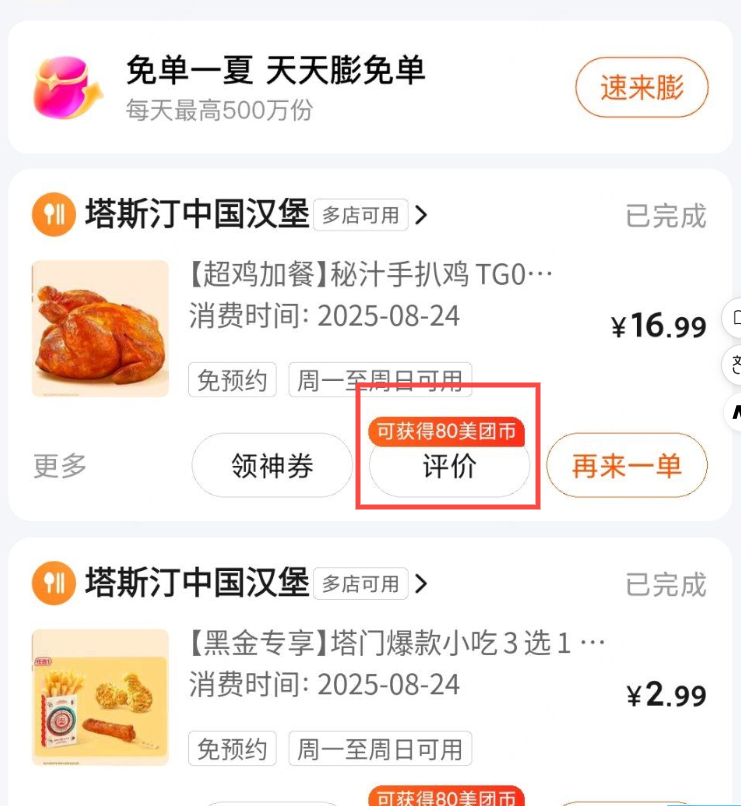 免单一夏 天天膨免单
每天最高500万份
速来膨
塔斯汀中国汉堡 多店可用
已完成
【超鸡加餐】秘汁手扒鸡 TG0…
消费时间: 2025-08-24
¥16.99
免预约 周一至周日可用
可获得80美团币
更多 领神券 评价 再来一单
塔斯汀中国汉堡 多店可用
已完成
【黑金专享】塔门爆款小吃3选1 …
消费时间: 2025-08-24
¥2.99
免预约 周一至周日可用
可获得80美团币